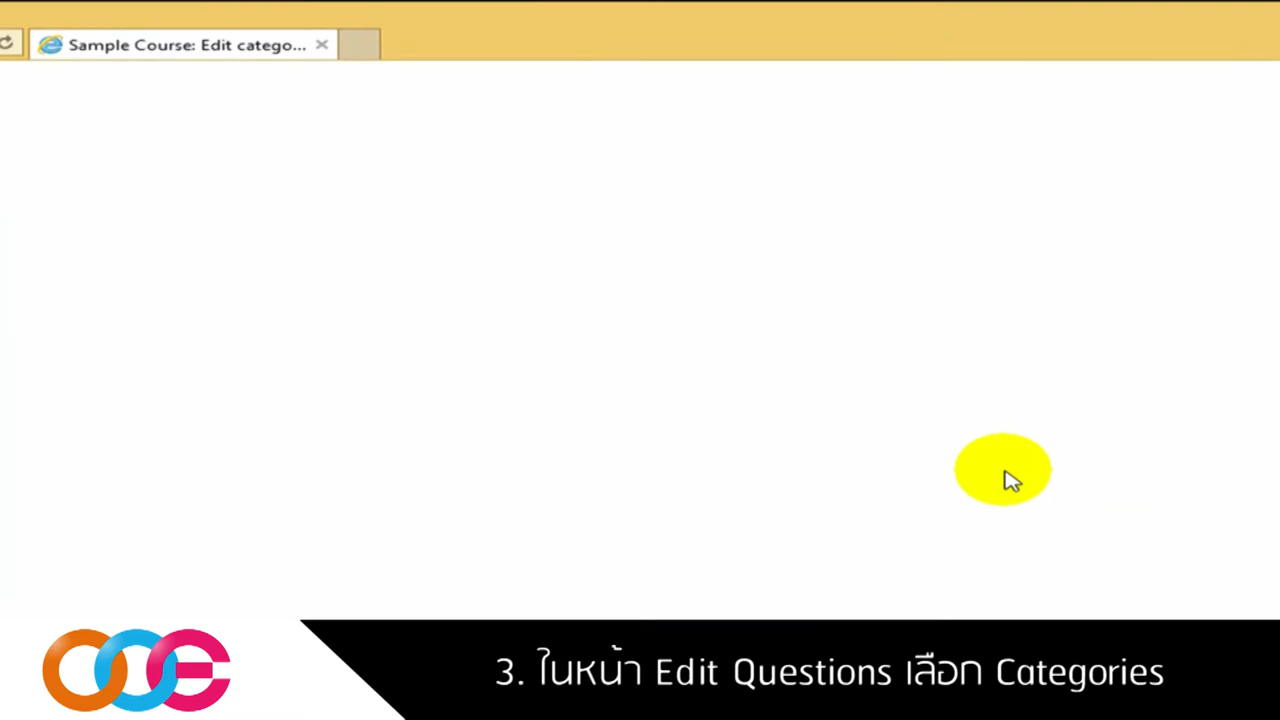 Sample Course: Edit catego...
3. ในหน้า Edit Questions เลือก Categories